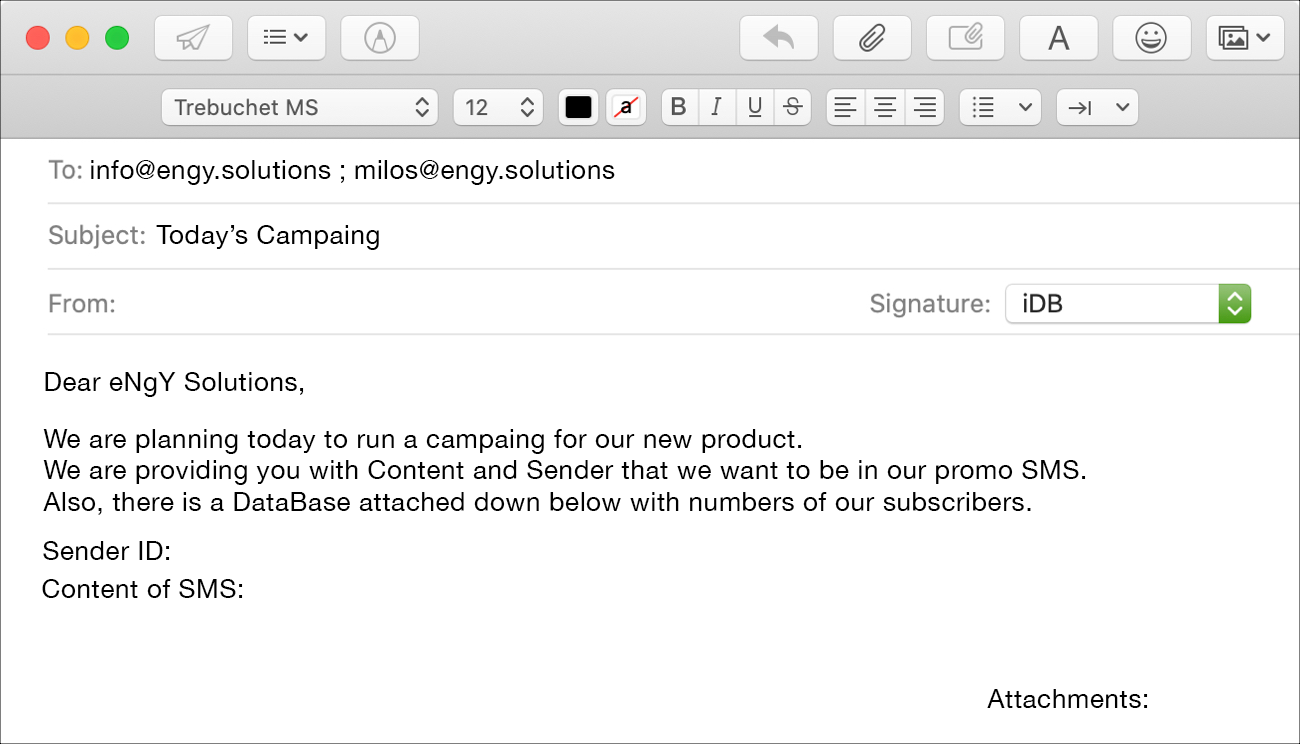 A
Trebuchet MS 12 a B I U S
To: info@engy.solutions ; milos@engy.solutions
Subject: Today’s Campaing
From: Signature: iDB
Dear eNgY Solutions,
We are planning today to run a campaing for our new product.
We are providing you with Content and Sender that we want to be in our promo SMS.
Also, there is a DataBase attached down below with numbers of our subscribers.
Sender ID:
Content of SMS:
Attachments: